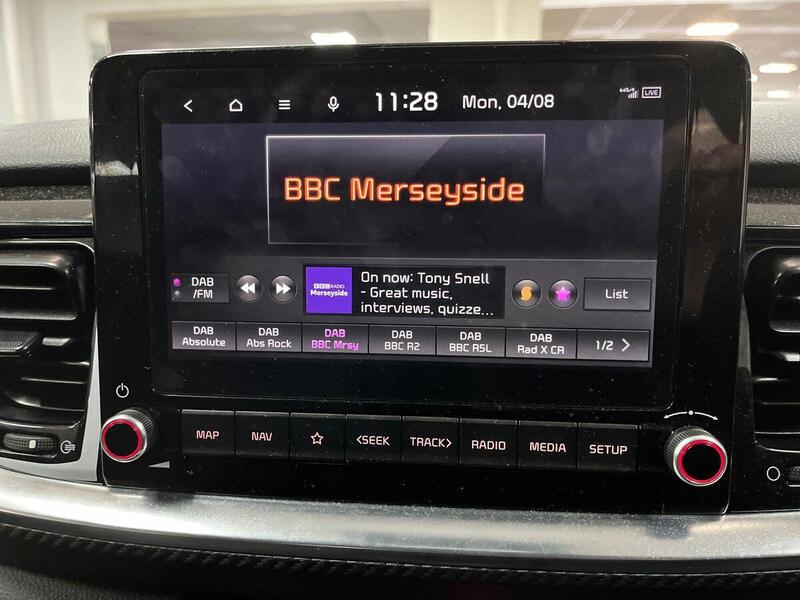 11:28 Mon, 04/08 LIVE
BBC Merseyside
DAB
/FM
BBC RADIO
Merseyside
On now: Tony Snell
- Great music,
interviews, quizze...
List
DAB
Absolute
DAB
Abs Rock
DAB
BBC Mrsy
DAB
BBC R2
DAB
BBC R5L
DAB
Rad X CR
1/2
MAP NAV <SEEK TRACK> RADIO MEDIA SETUP